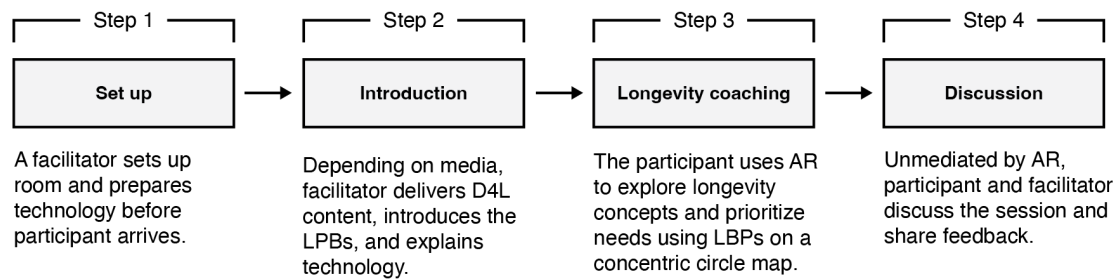 Step 1
Set up
A facilitator sets up
room and prepares
technology before
participant arrives.
Step 2
Introduction
Depending on media,
facilitator delivers D4L
content, introduces the
LPBs, and explains
technology.
Step 3
Longevity coaching
The participant uses AR
to explore longevity
concepts and prioritize
needs using LBPs on a
concentric circle map.
Step 4
Discussion
Unmediated by AR,
participant and facilitator
discuss the session and
share feedback.